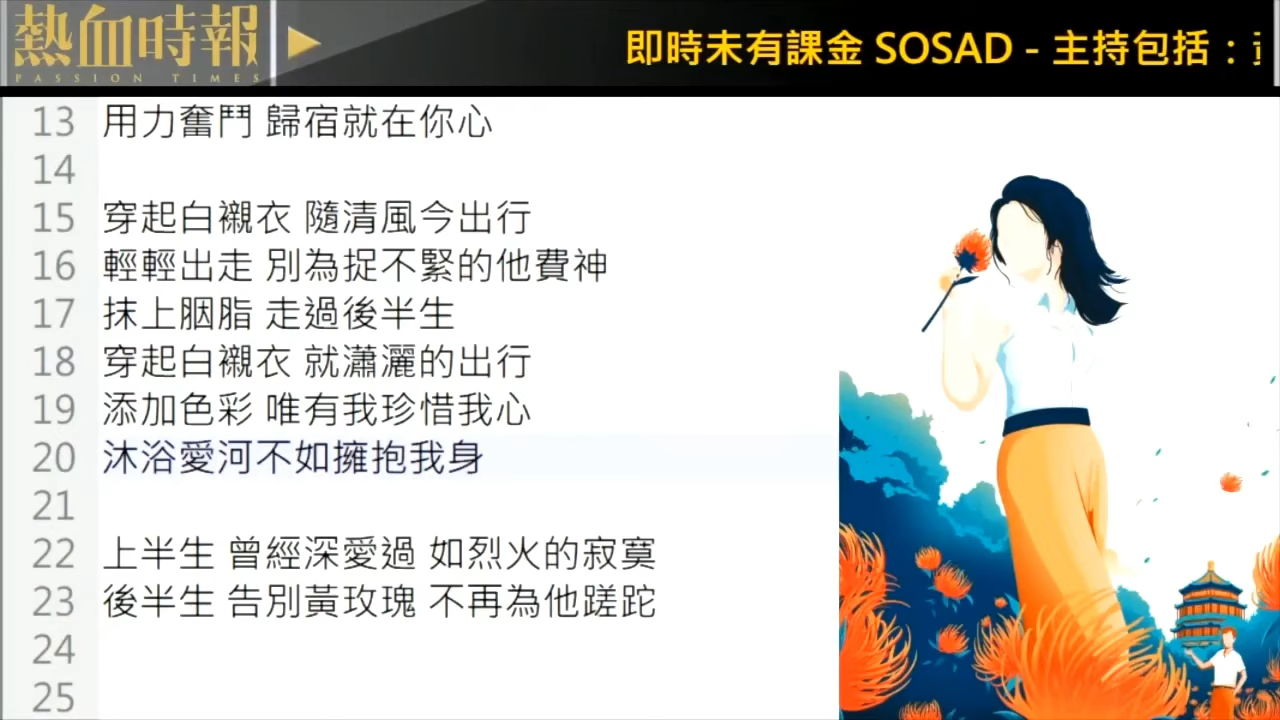 熱血時報
PASSION TIMES
即時未有課金 SOSAD - 主持包括：
13 用力奮鬥 歸宿就在你心
14
15 穿起白襯衣 隨清風今出行
16 輕輕出走 別為捉不緊的他費神
17 抹上胭脂 走過後半生
18 穿起白襯衣 就瀟灑的出行
19 添加色彩 唯有我珍惜我心
20 沐浴愛河不如擁抱我身
21
22 上半生 曾經深愛過 如烈火的寂寞
23 後半生 告別黃玫瑰 不再為他蹉跎
24
25